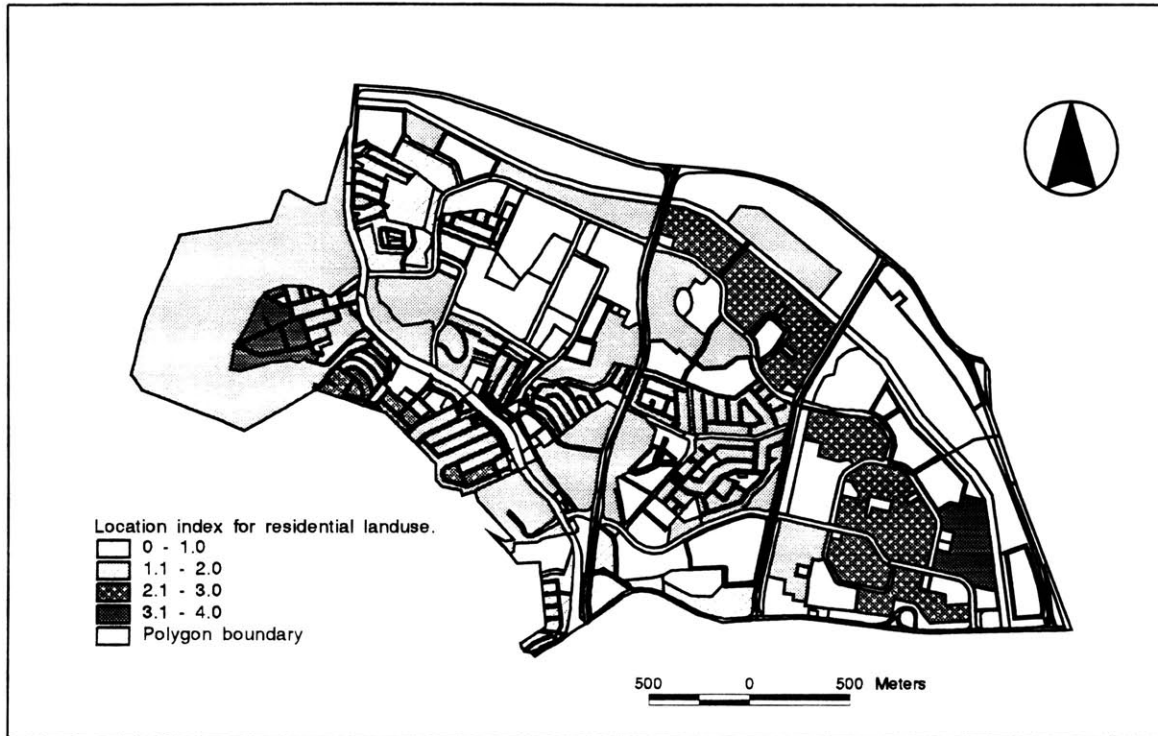 Location index for residential landuse.
0 - 1.0
1.1 - 2.0
2.1 - 3.0
3.1 - 4.0
Polygon boundary
500 0 500 Meters